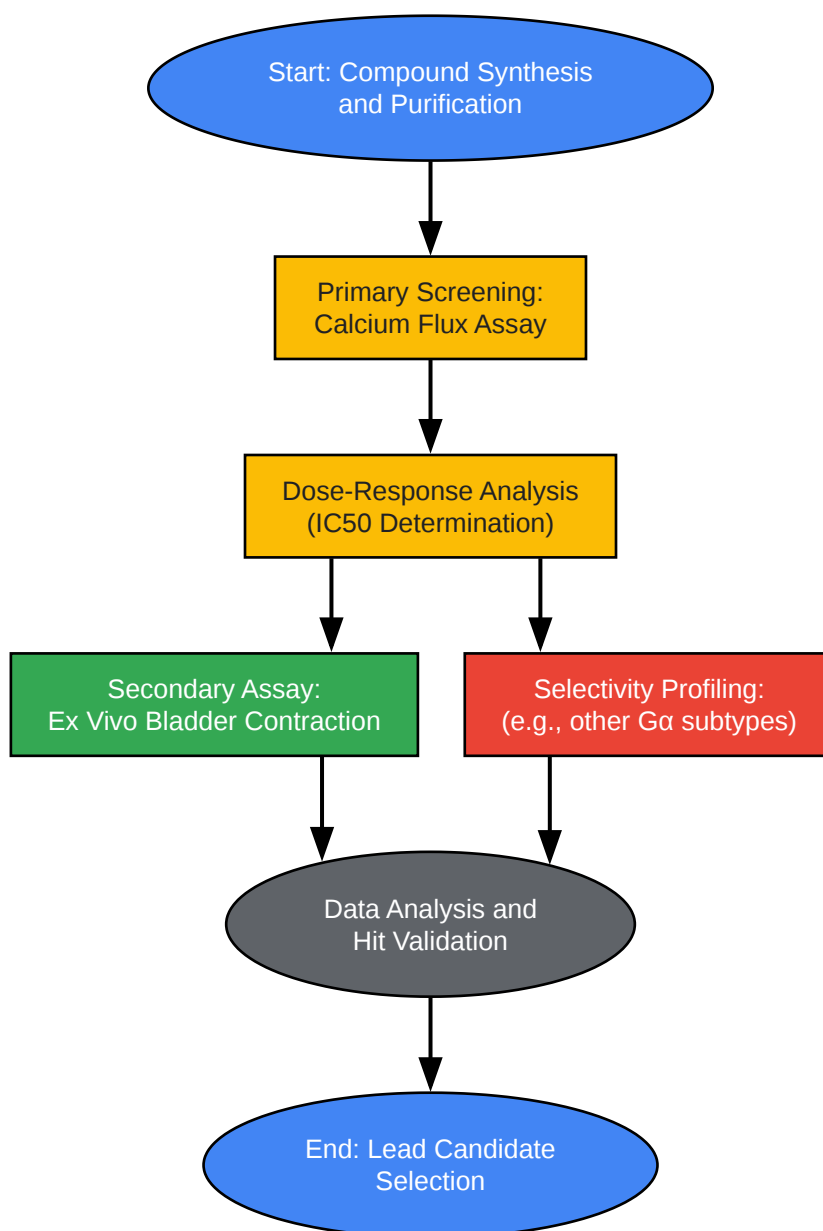 Start: Compound Synthesis
and Purification
Primary Screening:
Calcium Flux Assay
Dose-Response Analysis
(IC50 Determination)
Secondary Assay:
Ex Vivo Bladder Contraction
Selectivity Profiling:
(e.g., other Gα subtypes)
Data Analysis and
Hit Validation
End: Lead Candidate
Selection